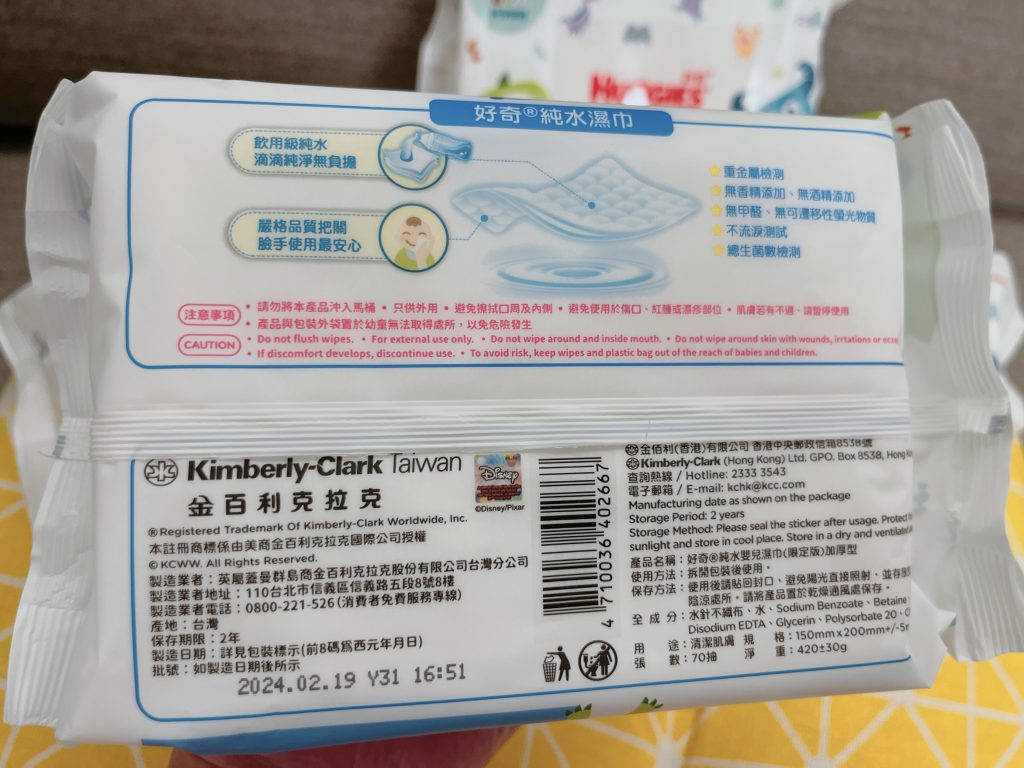 Huggies
好奇®純水濕巾
飲用級純水
滴滴純淨無負擔
嚴格品質把關
臉手使用最安心
重金屬檢測
無香精添加、無酒精添加
無甲醛、無可遷移性螢光物質
不流淚測試
總生菌數檢測
注意事項
• 請勿將本產品沖入馬桶 • 只供外用 • 避免擦拭口周及內側 • 避免使用於傷口、紅腫或濕疹部位 • 肌膚若有不適、請暫停使用
• 產品與包裝外袋置於幼童無法取得處所，以免危險發生
CAUTION
• Do not flush wipes. • For external use only. • Do not wipe around and inside mouth. • Do not wipe around skin with wounds, irrtations or
• If discomfort develops, discontinue use. • To avoid risk, keep wipes and plastic bag out of the reach of babies and children.
Kimberly-Clark Taiwan
金百利克拉克
Disney
©Disney/Pixar
® Registered Trademark Of Kimberly-Clark Worldwide, Inc.
本註冊商標係由美商金百利克拉克國際公司授權
© KCWW. All Rights Reserved.
製造業者：英屬蓋曼群島商金百利克拉克股份有限公司台灣分公司
製造業者地址：110台北市信義區信義路五段8號8樓
製造業者電話：0800-221-526(消費者免費服務專線)
產地：台灣
保存期限：2年
製造日期：詳見包裝標示(前8碼為西元年月日)
批號：如製造日期後所示
2024.02.19 Y31 16:51
4 710036 402667
金佰利(香港)有限公司 香港中央郵政信箱8538號
Kimberly-Clark (Hong Kong) Ltd. GPO. Box 8538, Hong
查詢熱線 / Hotline: 2333 3543
電子郵箱 / E-mail: kchk@kcc.com
Manufacturing date as shown on the package
Storage Period: 2 years
Storage Method: Please seal the sticker after usage. Protect
sunlight and store in cool place. Store in a dry and
產品名稱：好奇®純水嬰兒濕巾(限定版)加厚型
使用方法：拆開包裝後使用。
保存方法：使用後請貼回封口，避免陽光直接照射，並存放
陰涼處所。請將產品置於乾燥通風處保存。
全成分：水針不織布、水、Sodium Benzoate、Betaine
Disodium EDTA、Glycerin、Polysorbate 20、
用途：清潔肌膚 規格：150mm x 200mm+/-5
張數：70抽 淨重：420±30g